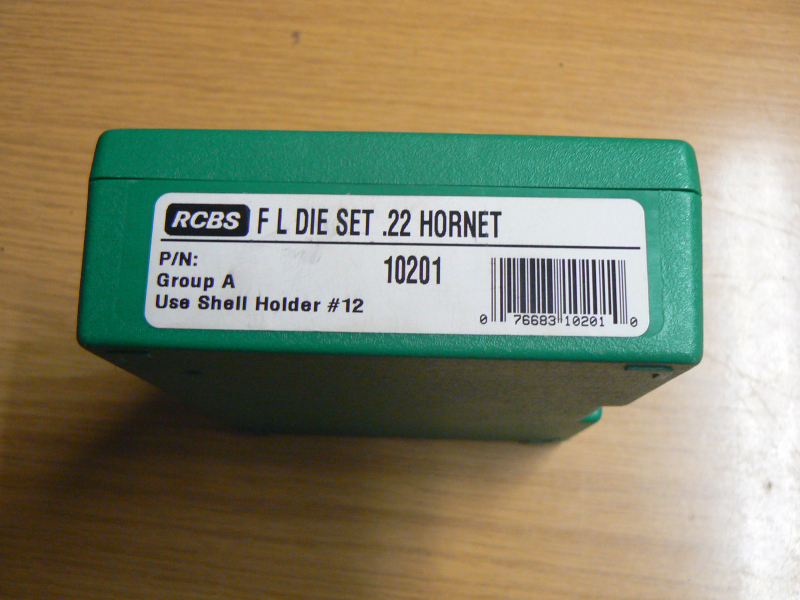 RCBS F L DIE SET .22 HORNET
P/N: 10201
Group A
Use Shell Holder #12
0 76683 10201 0